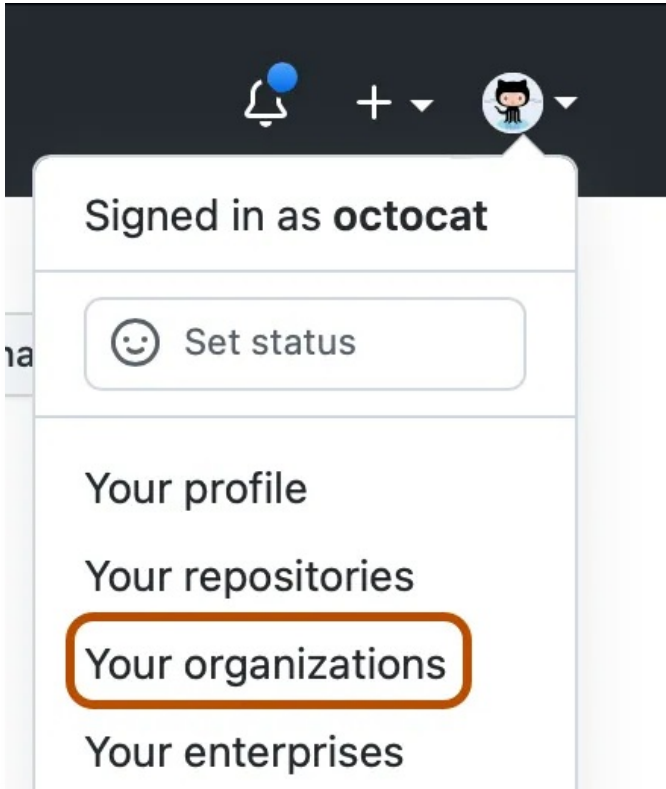 Signed in as octocat
Set status
Your profile
Your repositories
Your organizations
Your enterprises